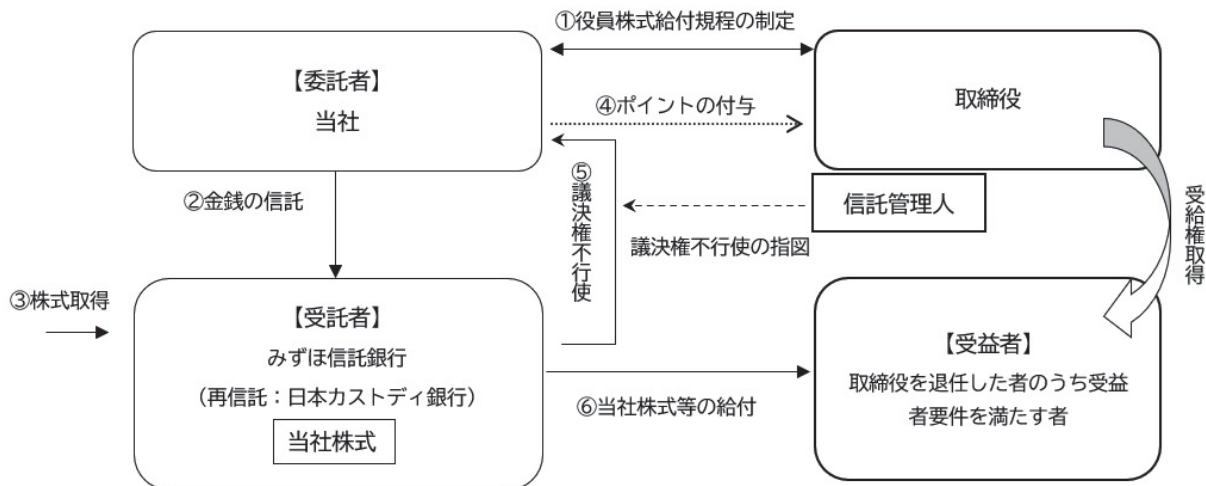 ①役員株式給付規程の制定
【委託者】
当社
④ポイントの付与
取締役
②金銭の信託
⑤議決権不行使
信託管理人
議決権不行使の指図
受給権取得
③株式取得
【受託者】
みずほ信託銀行
(再信託：日本カストディ銀行)
当社株式
⑥当社株式等の給付
【受益者】
取締役を退任した者のうち受益
者要件を満たす者